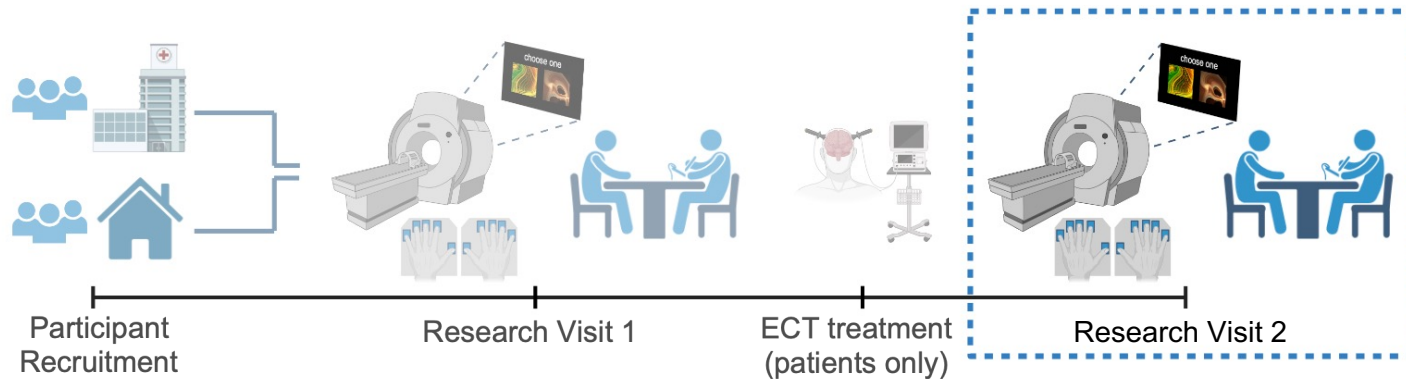 choose one
choose one
Participant
Recruitment
Research Visit 1
ECT treatment
(patients only)
Research Visit 2